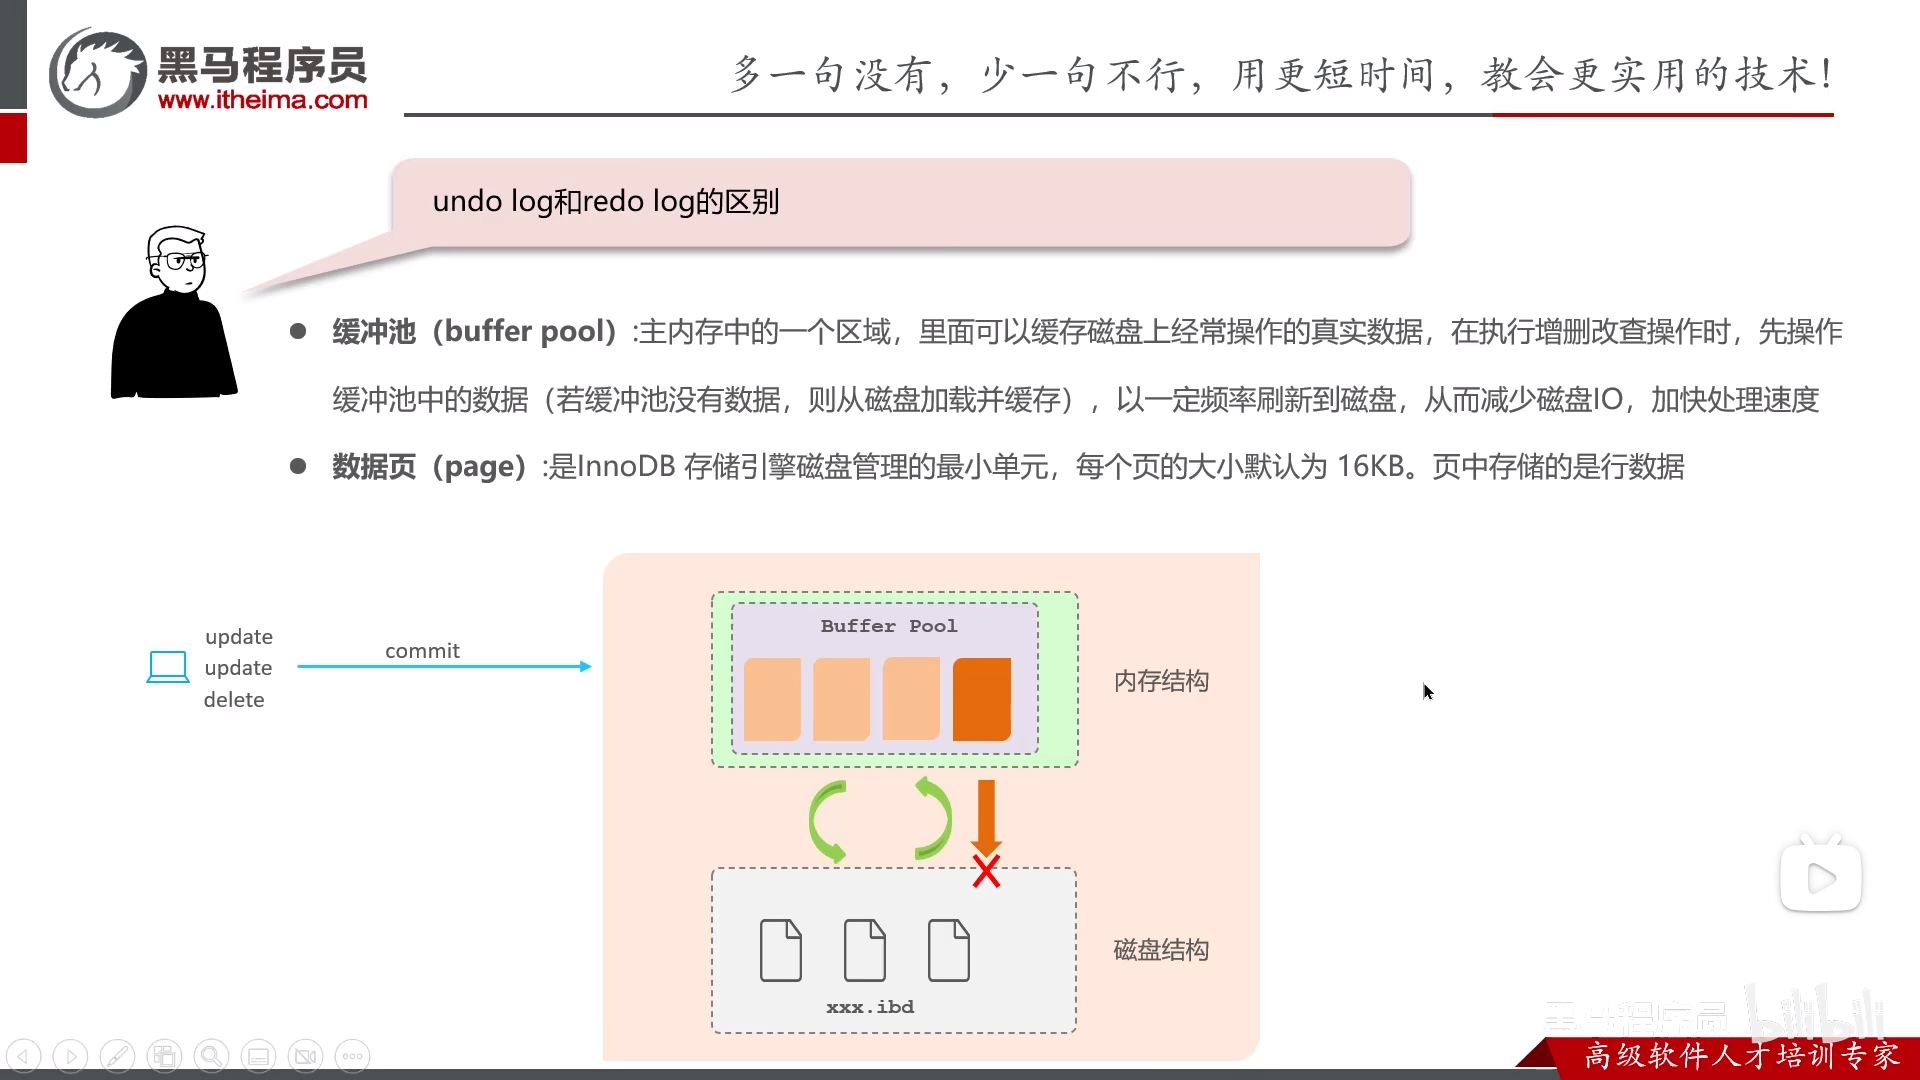 黑马程序员
www.itheima.com
多一句没有，少一句不行，用更短时间，教会更实用的技术！
undo log和redo log的区别
缓冲池（buffer pool）:主内存中的一个区域，里面可以缓存磁盘上经常操作的真实数据，在执行增删改查操作时，先操作
缓冲池中的数据（若缓冲池没有数据，则从磁盘加载并缓存），以一定频率刷新到磁盘，从而减少磁盘IO，加快处理速度
数据页（page）:是InnoDB 存储引擎磁盘管理的最小单元，每个页的大小默认为 16KB。页中存储的是行数据
update
update
delete
commit
Buffer Pool
内存结构
xxx.ibd
磁盘结构
黑马程序员 bilibili
高级软件人才培训专家